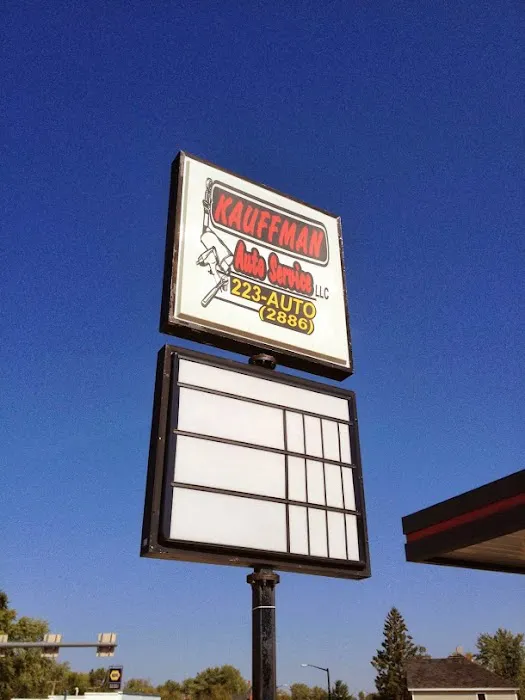 KAUFFMAN
Auto Service LLC
223-AUTO
(2886)